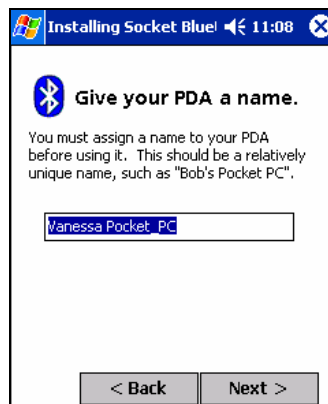 Installing Socket Blue 11:08
Give your PDA a name.
You must assign a name to your PDA
before using it. This should be a relatively
unique name, such as "Bob's Pocket PC".
Vanessa Pocket_PC
< Back Next >